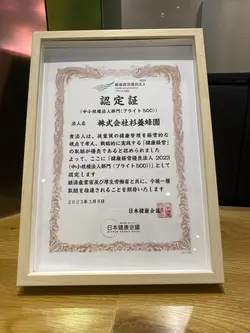 健康経営優良法人
認定証
(中小規模法人部門(ブライト500))
法人名 株式会社杉養蜂園
貴法人は、従業員の健康管理を経営的な
視点で考え、戦略的に実践する「健康経営」
の取組が優良であると認められました
よって、ここに「健康経営優良法人 2023
(中小規模法人部門(ブライト500))」として
認定します
経済産業省及び厚生労働省と共に、今後一層
取組を推進されることを期待いたします
2023年3月8日
日本健康会議
日本健康会議